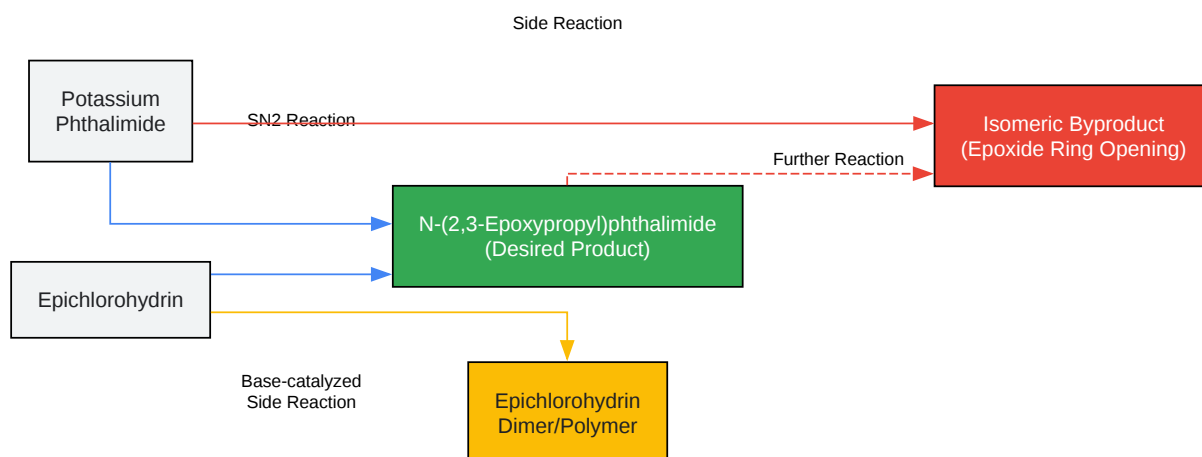 Side Reaction
Potassium
Phthalimide
SN2 Reaction
Isomeric Byproduct
(Epoxide Ring Opening)
Further Reaction
N-(2,3-Epoxypropyl)phthalimide
(Desired Product)
Epichlorohydrin
Base-catalyzed
Side Reaction
Epichlorohydrin
Dimer/Polymer